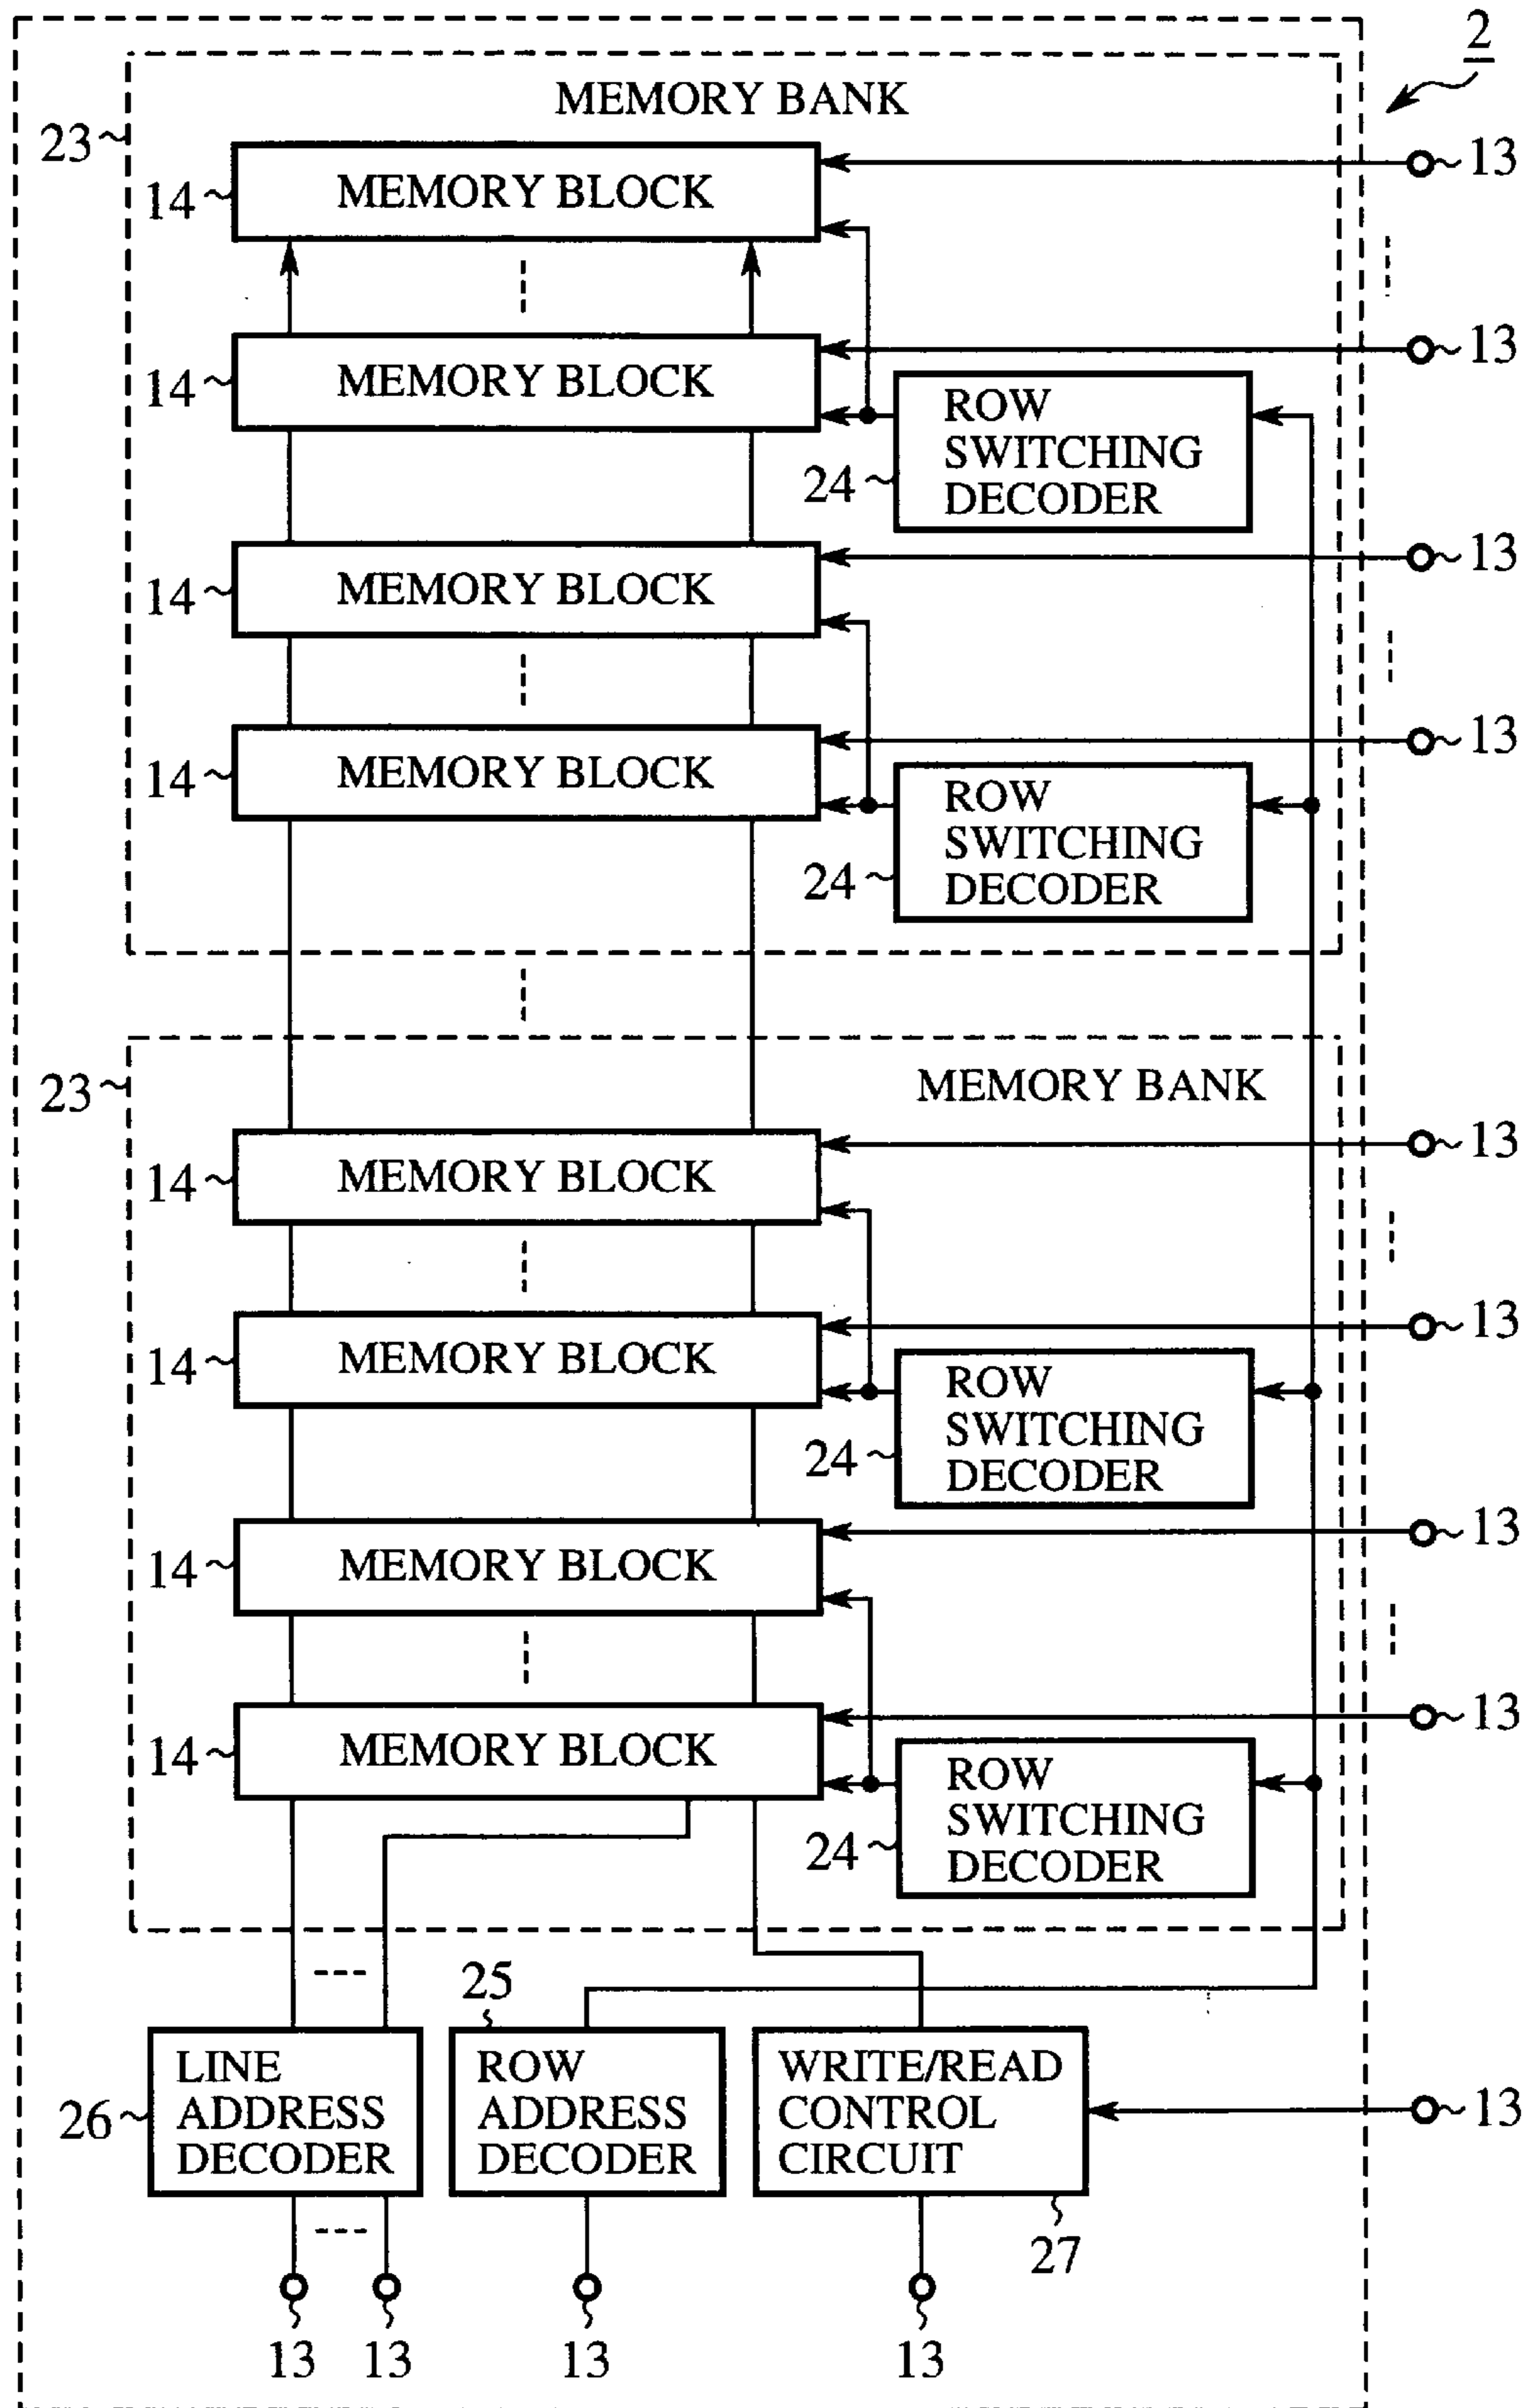 2
MEMORY BANK
23
14 MEMORY BLOCK 13
14 MEMORY BLOCK 13
ROW
SWITCHING
DECODER
24
14 MEMORY BLOCK 13
14 MEMORY BLOCK 13
ROW
SWITCHING
DECODER
24
23
MEMORY BANK
14 MEMORY BLOCK 13
14 MEMORY BLOCK 13
ROW
SWITCHING
DECODER
24
14 MEMORY BLOCK 13
14 MEMORY BLOCK 13
ROW
SWITCHING
DECODER
24
25
26
LINE
ADDRESS
DECODER
ROW
ADDRESS
DECODER
WRITE/READ
CONTROL
CIRCUIT
13
27
13 13 13 13